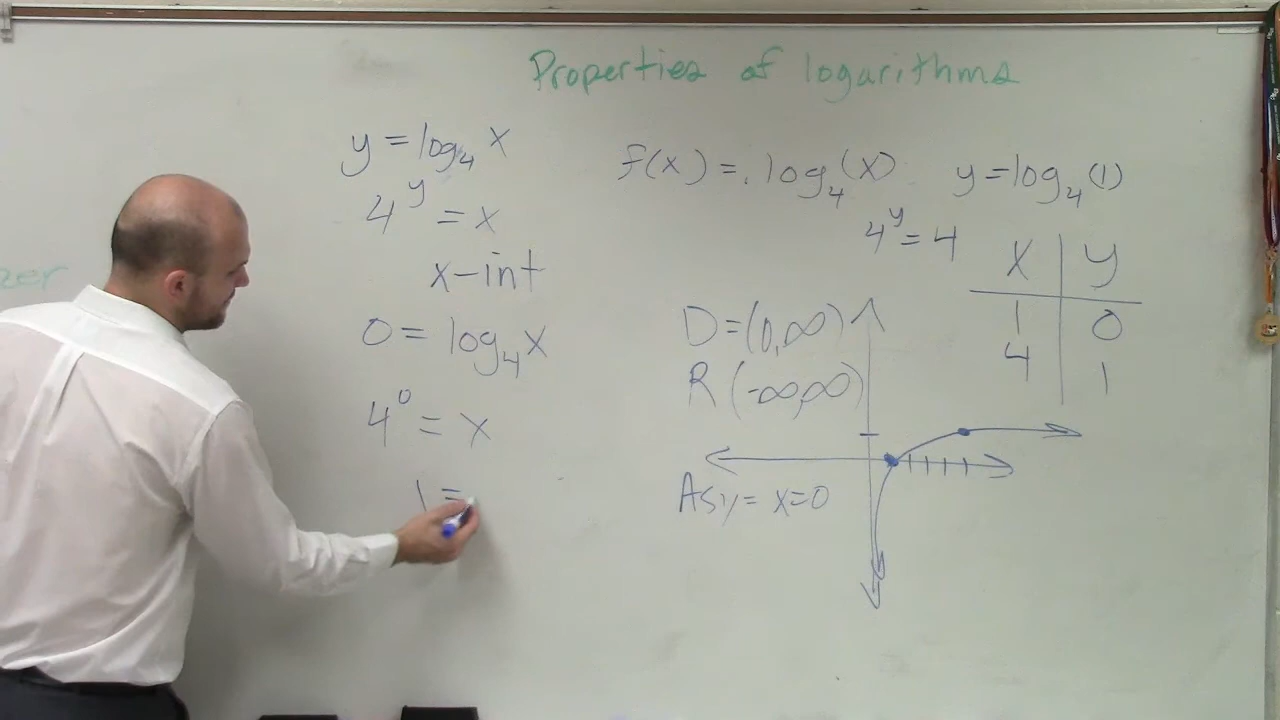 Properties of logarithms
y = log₄ x
4^y = x
x-int
0 = log₄ x
4^0 = x
1 =
f(x) = . log₄ (x)
y = log₄ (1)
4^y = 4
x | y
1 | 0
4 | 1
D = (0, ∞)
R (-∞, ∞)
Asy = x = 0
zer